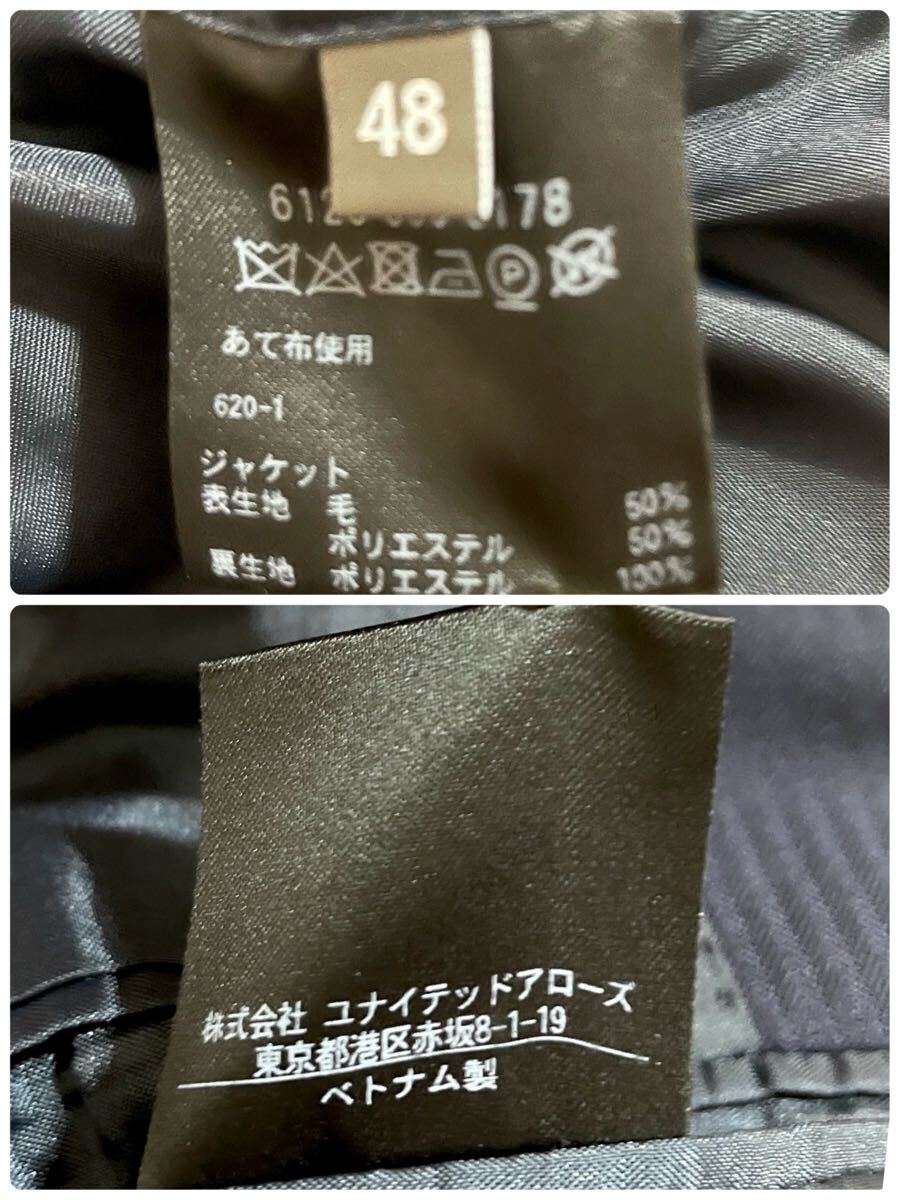 48
178
P
あて布使用
620-1
ジャケット
表生地 毛 50%
ポリエステル 50%
裏生地 ポリエステル 100%
株式会社 ユナイテッドアローズ
東京都港区赤坂8-1-19
ベトナム製